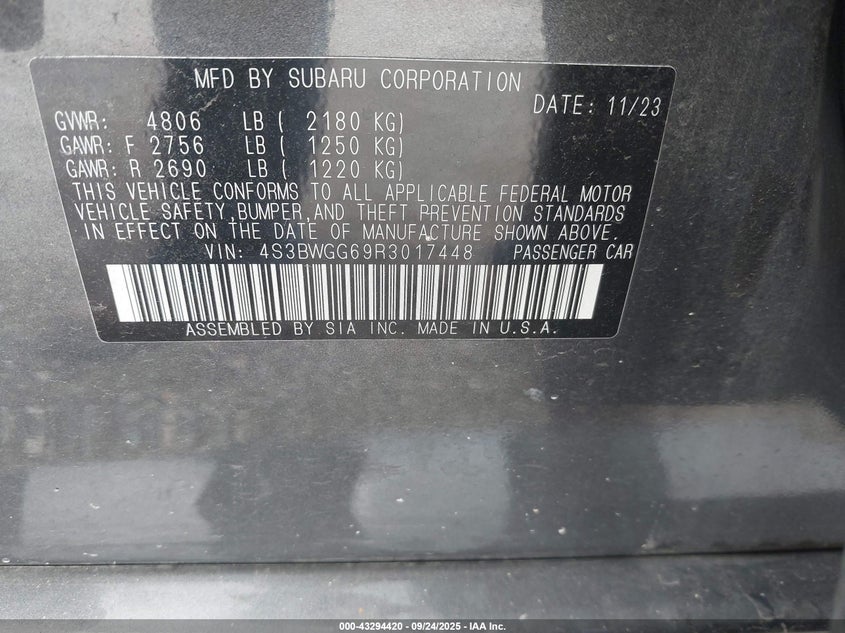 MFD BY SUBARU CORPORATION
DATE: 11/23
GVWR: 4806 LB ( 2180 KG)
GAWR: F 2756 LB ( 1250 KG)
GAWR: R 2690 LB ( 1220 KG)
THIS VEHICLE CONFORMS TO ALL APPLICABLE FEDERAL MOTOR
VEHICLE SAFETY,BUMPER,AND THEFT PREVENTION STANDARDS
IN EFFECT ON THE DATE OF MANUFACTURE SHOWN ABOVE.
VIN: 4S3BWGG69R3017448 PASSENGER CAR
ASSEMBLED BY SIA INC. MADE IN U.S.A.
000-43294420 - 09/24/2025 - IAA Inc.